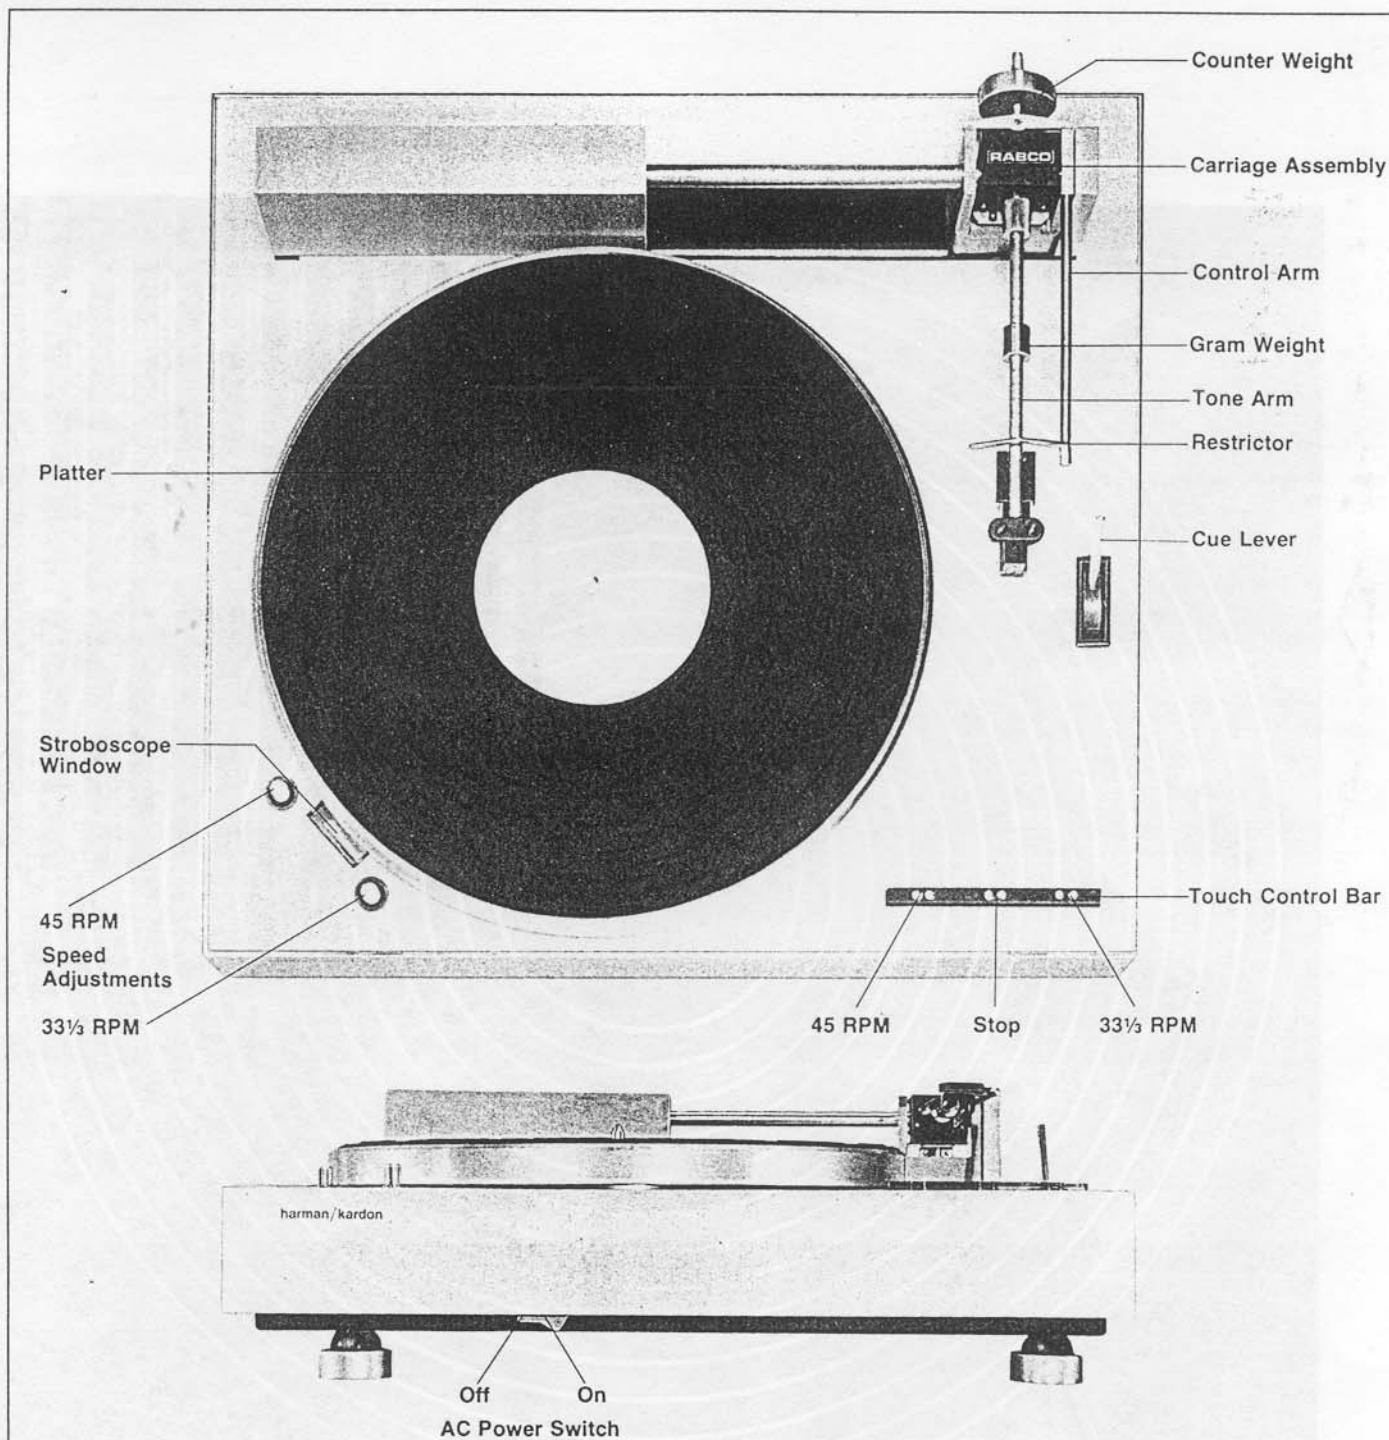 Counter Weight
RABCO
Carriage Assembly
Control Arm
Gram Weight
Tone Arm
Restrictor
Platter
Cue Lever
Stroboscope
Window
45 RPM
Speed
Adjustments
33⅓ RPM
Touch Control Bar
45 RPM
Stop
33⅓ RPM
harman/kardon
Off
On
AC Power Switch